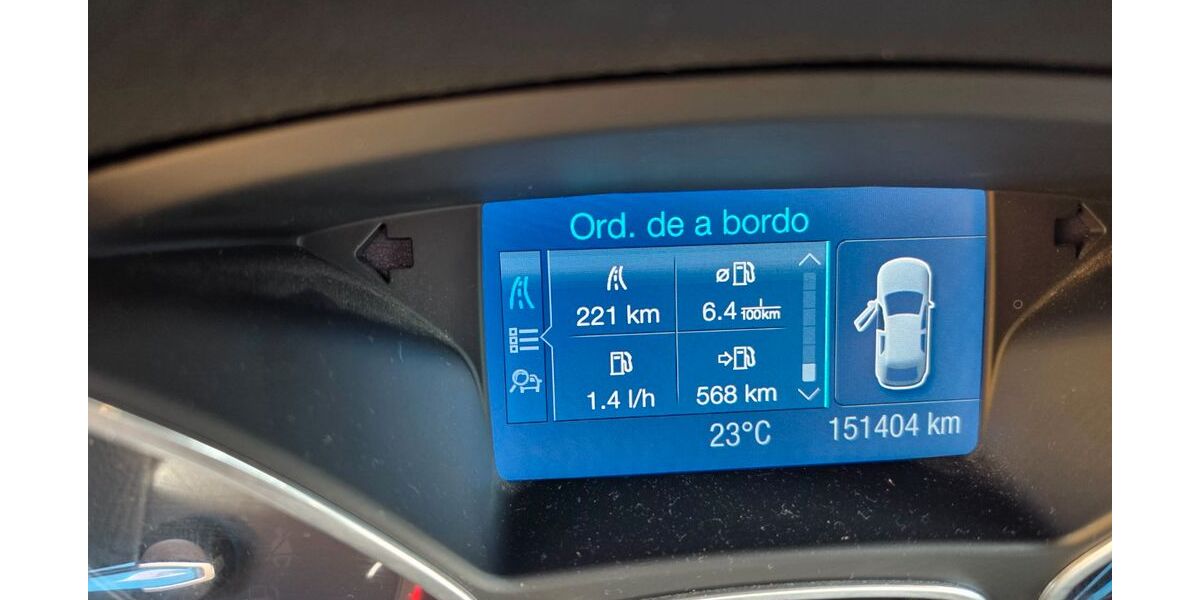 Ord. de a bordo
221 km
6.4 l/100km
1.4 l/h
568 km
23°C
151404 km